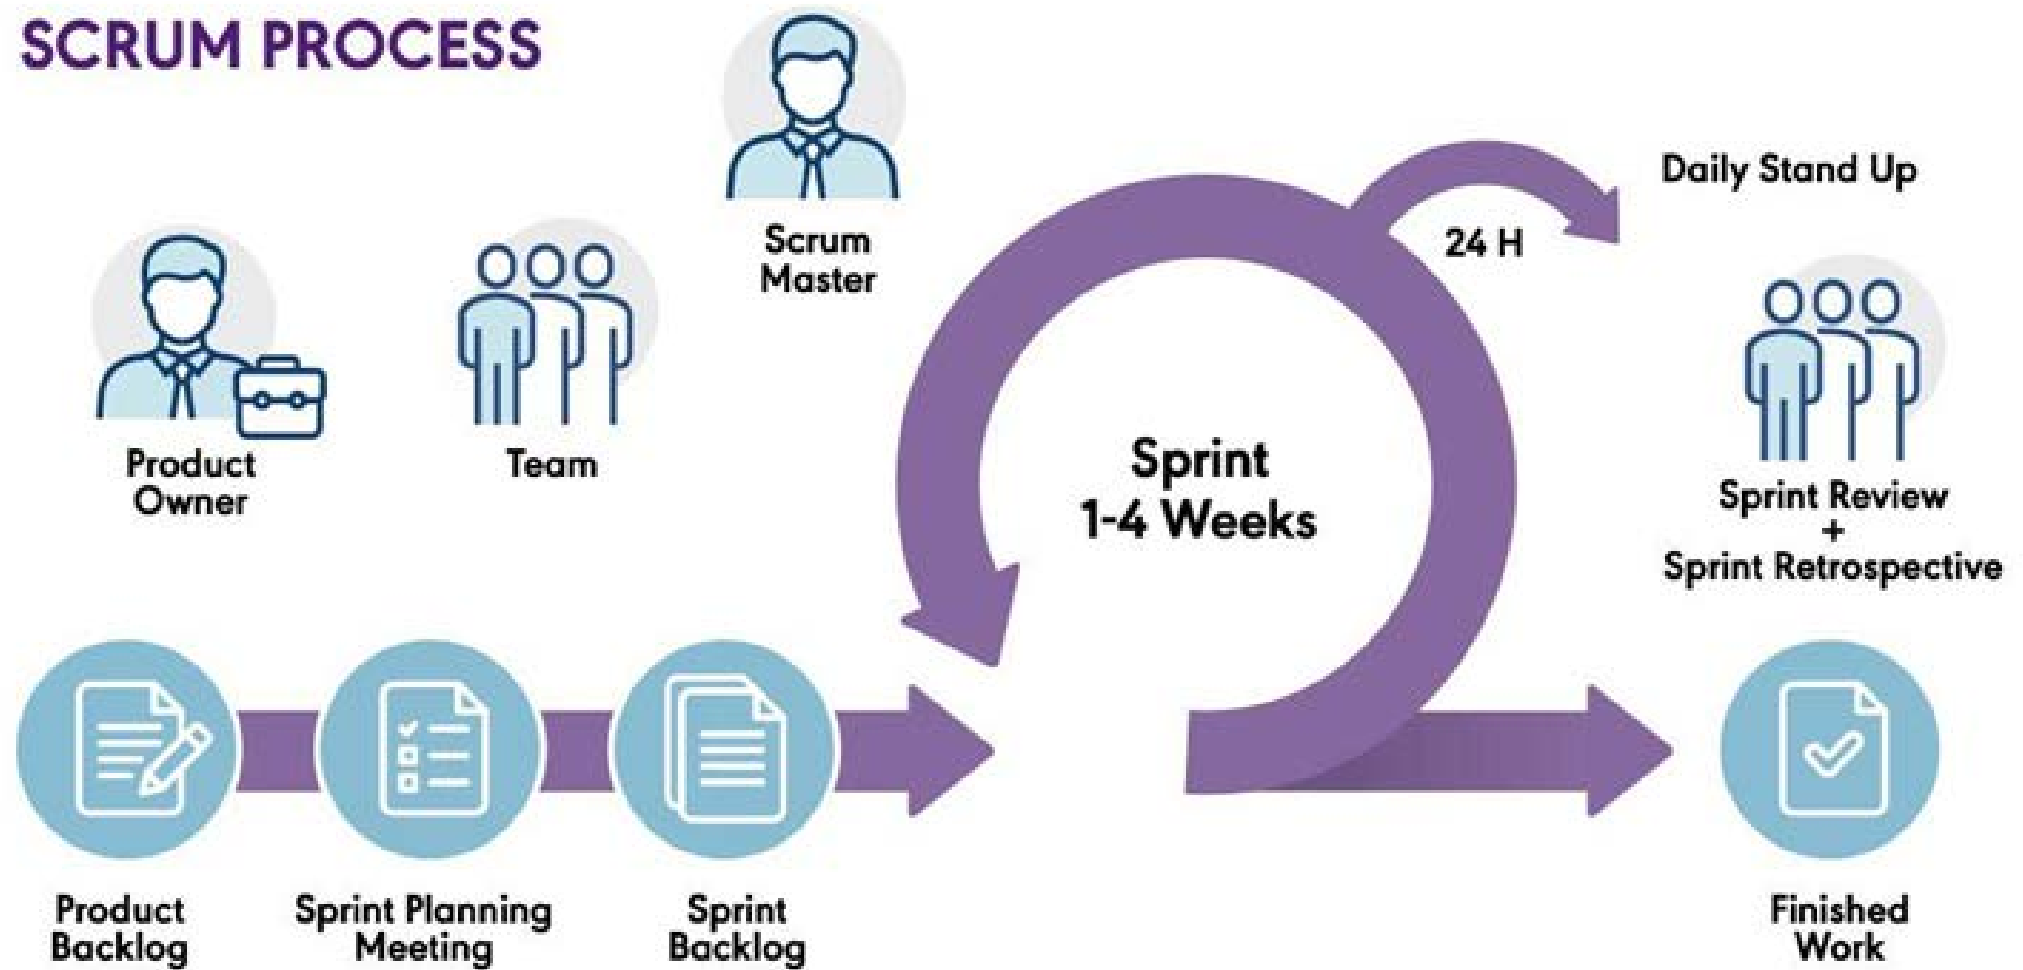 SCRUM PROCESS
Scrum
Master
Daily Stand Up
24 H
Product
Owner
Team
Sprint
1-4 Weeks
Sprint Review
+
Sprint Retrospective
Product
Backlog
Sprint Planning
Meeting
Sprint
Backlog
Finished
Work